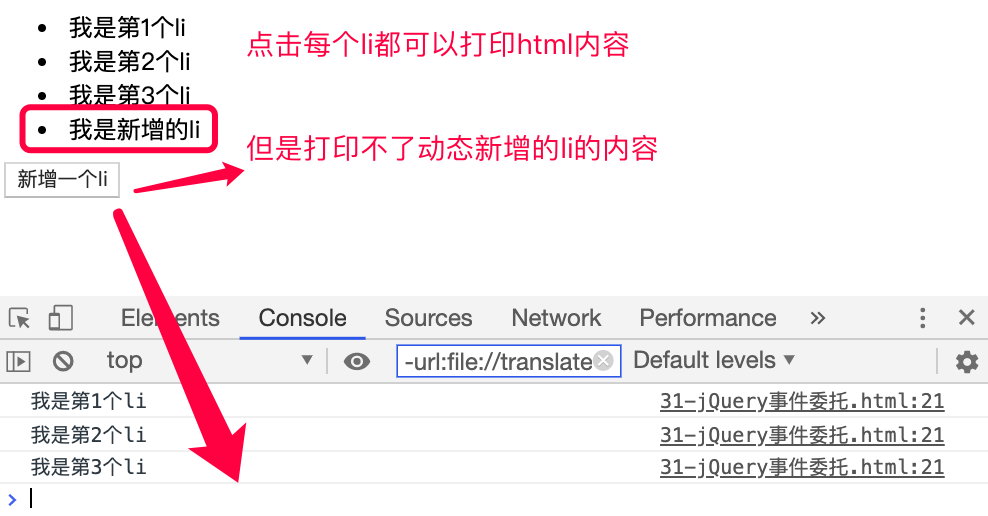 我是第1个li
点击每个li都可以打印html内容
我是第2个li
我是第3个li
我是新增的li
但是打印不了动态新增的li的内容
新增一个li
Elements Console Sources Network Performance »
top -url:file://translate Default levels
我是第1个li 31-jQuery事件委托.html:21
我是第2个li 31-jQuery事件委托.html:21
我是第3个li 31-jQuery事件委托.html:21